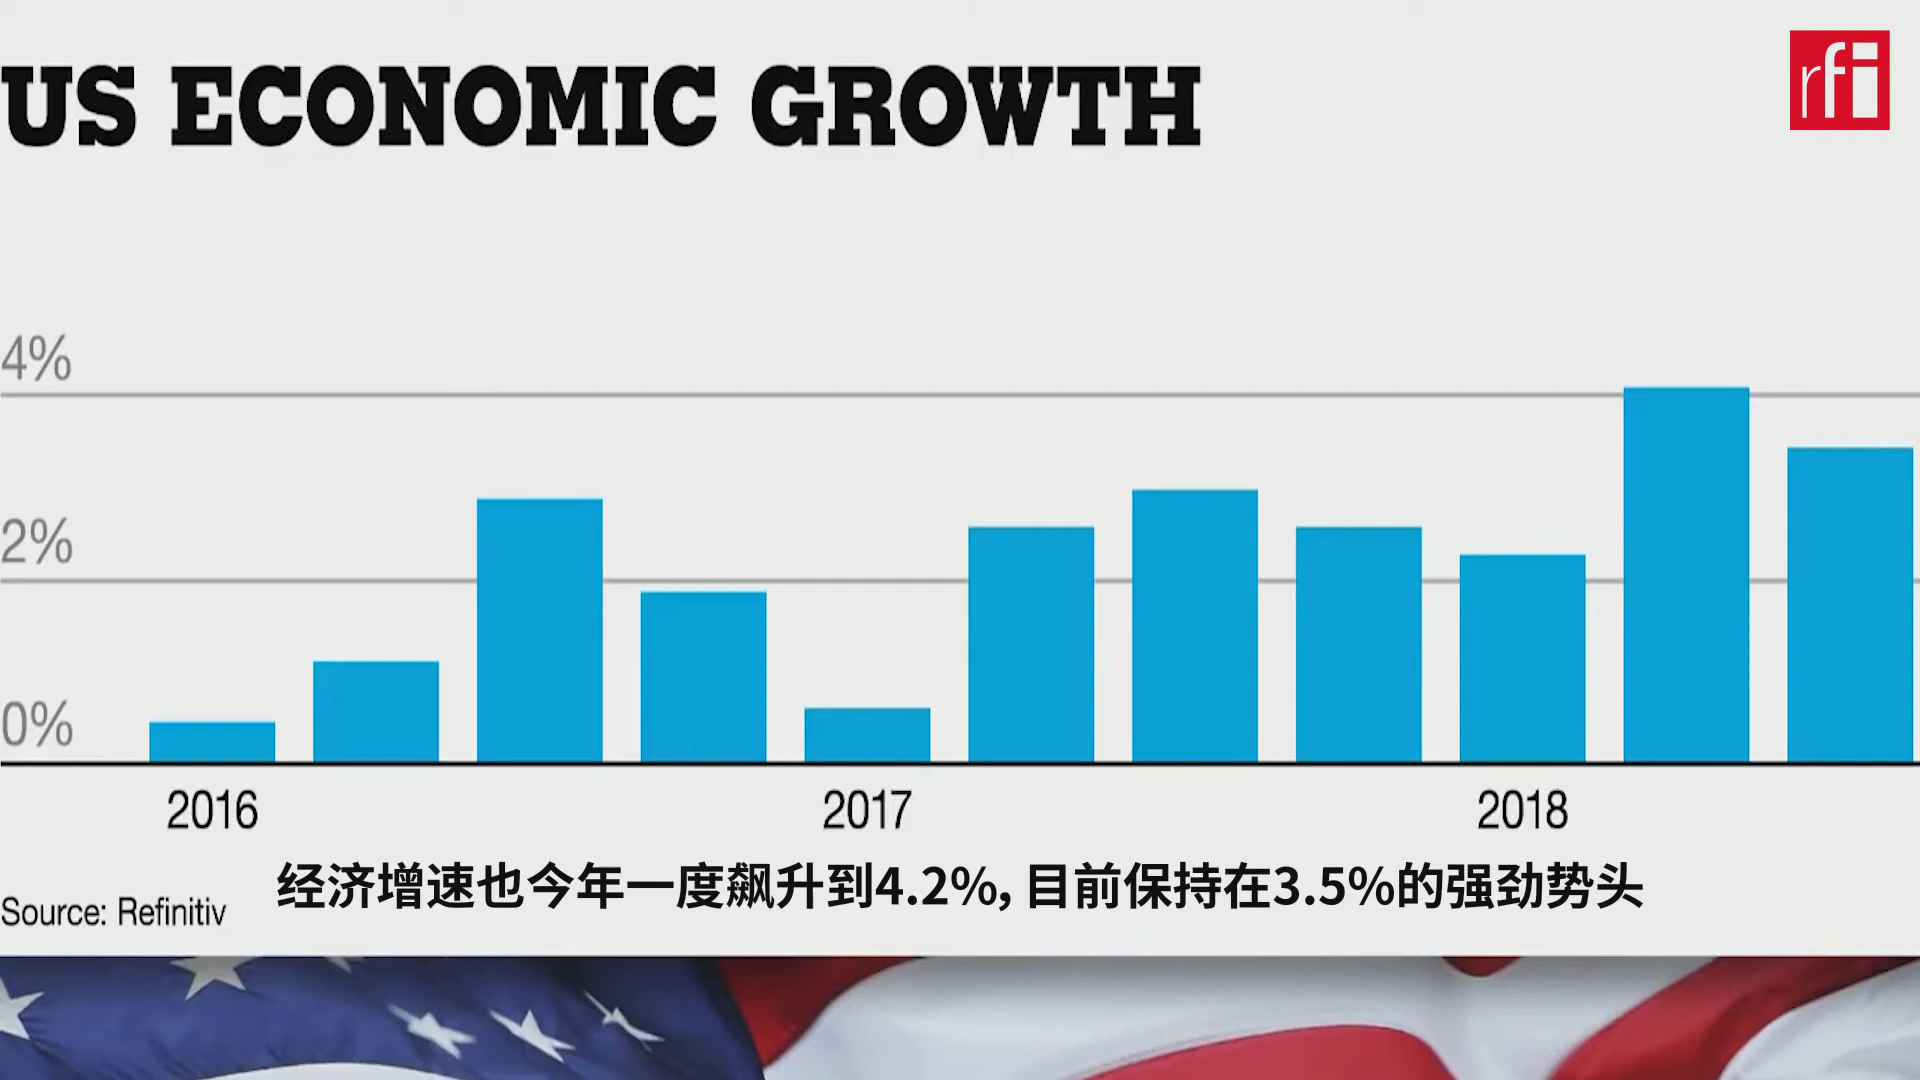 US ECONOMIC GROWTH
rfi
4%
2%
0%
2016 2017 2018
经济增速也今年一度飙升到4.2%, 目前保持在3.5%的强劲势头
Source: Refinitiv